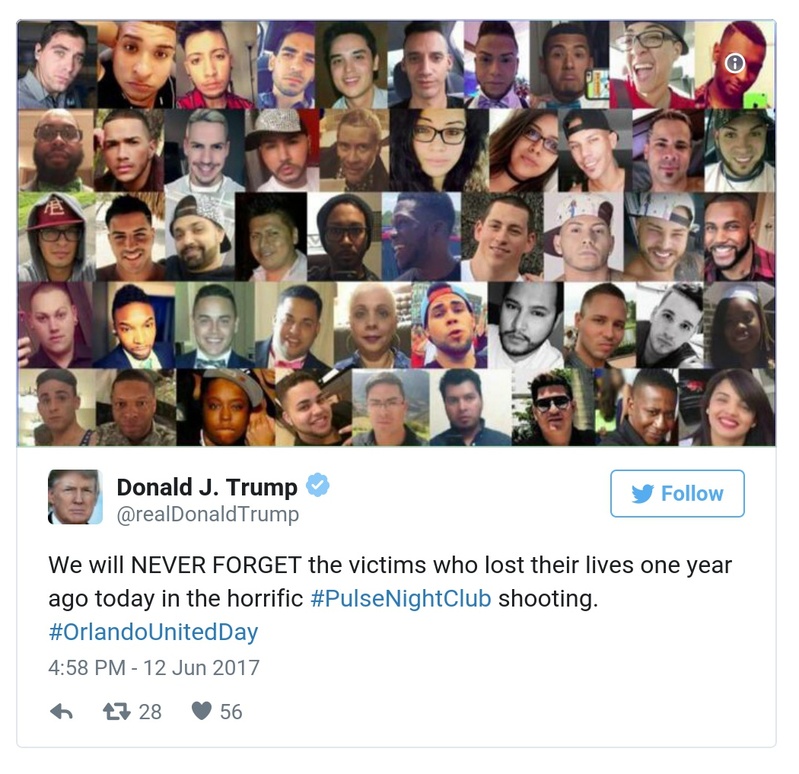 Donald J. Trump
@realDonaldTrump
Follow
We will NEVER FORGET the victims who lost their lives one year
ago today in the horrific #PulseNightClub shooting.
#OrlandoUnitedDay
4:58 PM - 12 Jun 2017
28 56